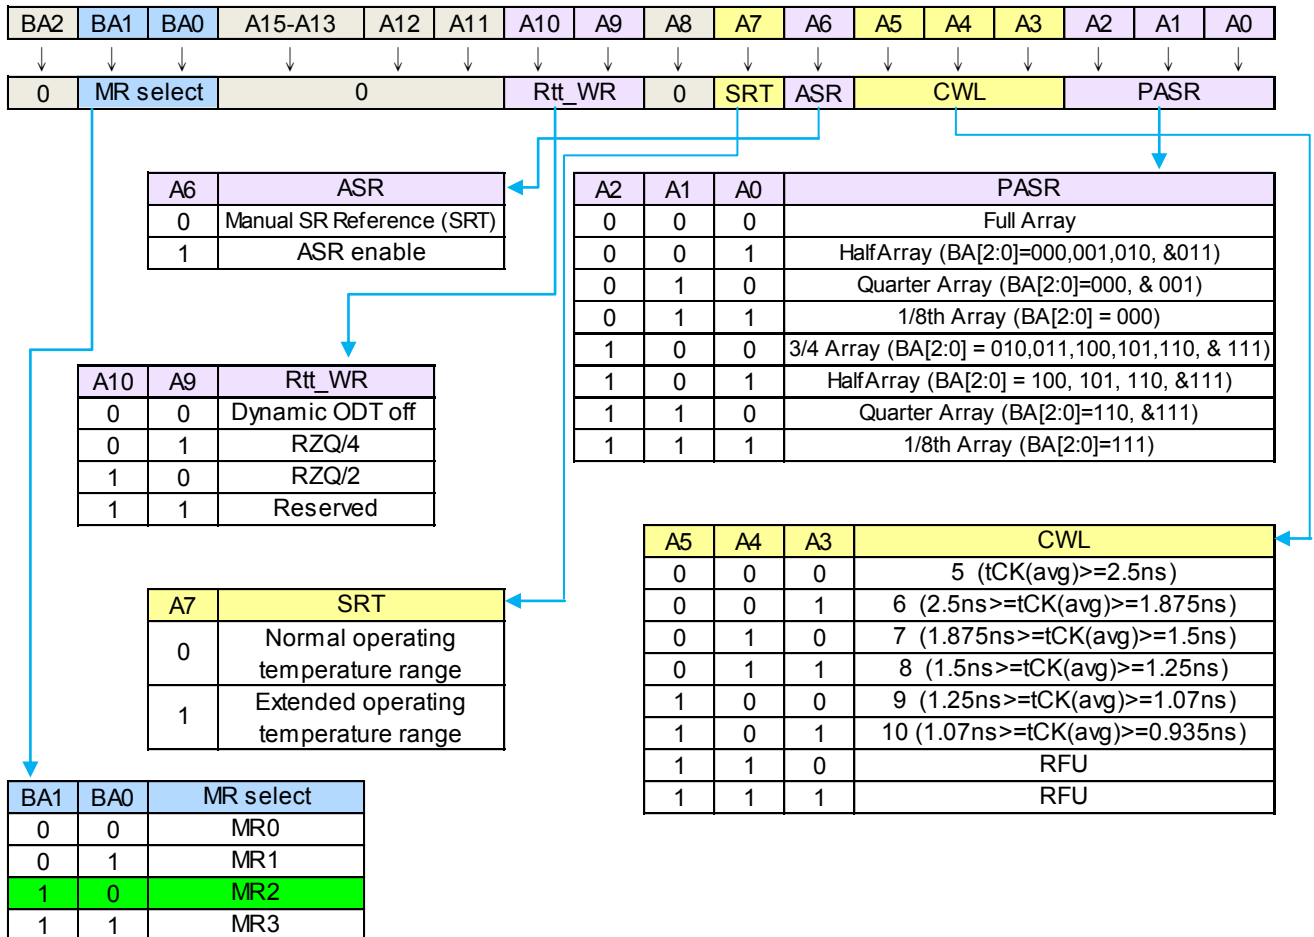 BA2 BA1 BA0 A15-A13 A12 A11 A10 A9 A8 A7 A6 A5 A4 A3 A2 A1 A0
0 MR select 0 Rtt_WR 0 SRT ASR CWL PASR
A6 ASR
0 Manual SR Reference (SRT)
1 ASR enable
A2 A1 A0 PASR
0 0 0 Full Array
0 0 1 HalfArray (BA[2:0]=000,001,010, &011)
0 1 0 Quarter Array (BA[2:0]=000, & 001)
0 1 1 1/8th Array (BA[2:0] = 000)
1 0 0 3/4 Array (BA[2:0] = 010,011,100,101,110, & 111)
1 0 1 HalfArray (BA[2:0] = 100, 101, 110, &111)
1 1 0 Quarter Array (BA[2:0]=110, &111)
1 1 1 1/8th Array (BA[2:0]=111)
A10 A9 Rtt_WR
0 0 Dynamic ODT off
0 1 RZQ/4
1 0 RZQ/2
1 1 Reserved
A5 A4 A3 CWL
0 0 0 5 (tCK(avg)>=2.5ns)
0 0 1 6 (2.5ns>=tCK(avg)>=1.875ns)
0 1 0 7 (1.875ns>=tCK(avg)>=1.5ns)
0 1 1 8 (1.5ns>=tCK(avg)>=1.25ns)
1 0 0 9 (1.25ns>=tCK(avg)>=1.07ns)
1 0 1 10 (1.07ns>=tCK(avg)>=0.935ns)
1 1 0 RFU
1 1 1 RFU
A7 SRT
0 Normal operating
temperature range
1 Extended operating
temperature range
BA1 BA0 MR select
0 0 MR0
0 1 MR1
1 0 MR2
1 1 MR3